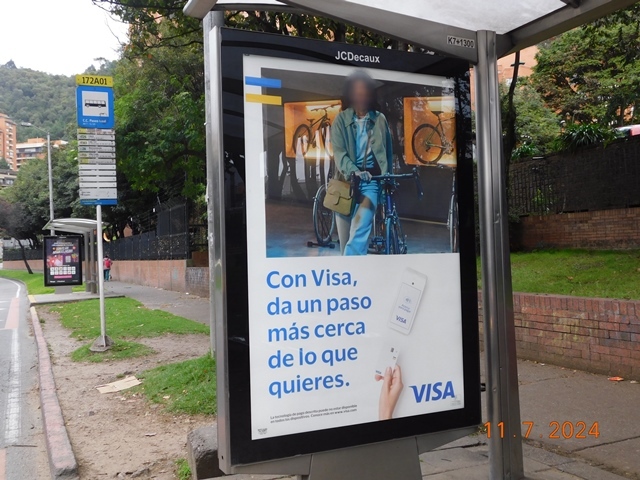 JCDecaux
K7*1300
172A01
Con Visa,
da un paso
más cerca
de lo que
quieres.
VISA
VISA
11.7.2024